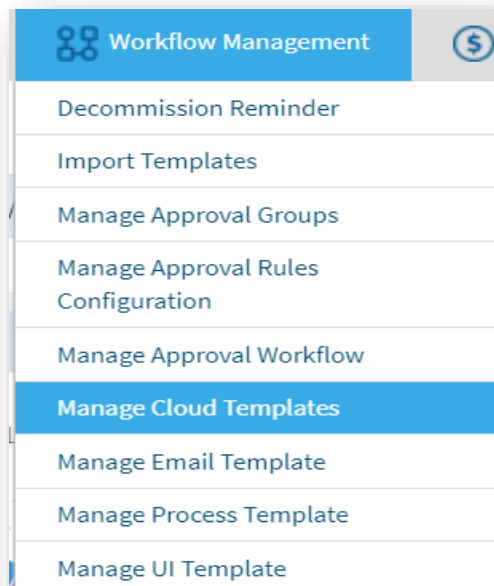 Workflow Management
Decommission Reminder
Import Templates
Manage Approval Groups
Manage Approval Rules
Configuration
Manage Approval Workflow
Manage Cloud Templates
Manage Email Template
Manage Process Template
Manage UI Template